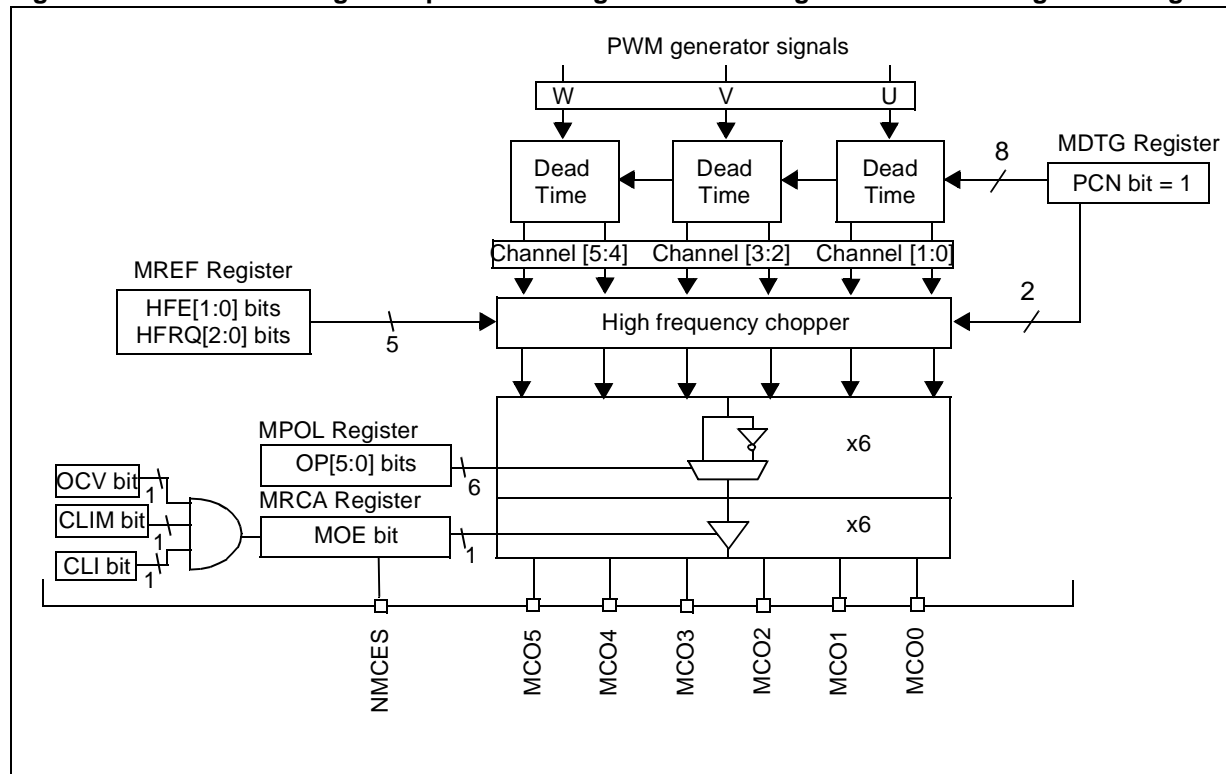 PWM generator signals
W V U
MDTG Register
8
PCN bit = 1
Dead Time
Dead Time
Dead Time
Channel [5:4] Channel [3:2] Channel [1:0]
MREF Register
HFE[1:0] bits
HFRQ[2:0] bits
5
High frequency chopper
2
MPOL Register
OP[5:0] bits
6
x6
OCV bit
1
CLIM bit
1
CLI bit
1
MRCA Register
MOE bit
1
x6
NMCES
MCO5
MCO4
MCO3
MCO2
MCO1
MCO0